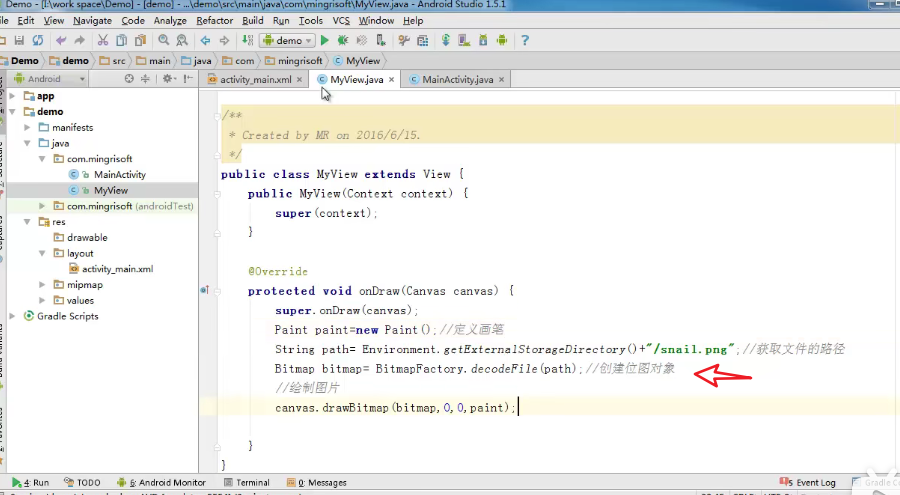 Demo - [I:\work space\Demo] - [demo] - ...\demo\src\main\java\com\mingrisoft\MyView.java - Android Studio 1.5.1
File Edit View Navigate Code Analyze Refactor Build Run Tools VCS Window Help
demo
Demo demo src main java com mingrisoft MyView
Android
activity_main.xml MyView.java MainActivity.java
app
demo
manifests
java
com.mingrisoft
MainActivity
MyView
com.mingrisoft (androidTest)
res
drawable
layout
activity_main.xml
mipmap
values
Gradle Scripts
/**
* Created by MR on 2016/6/15.
*/
public class MyView extends View {
public MyView(Context context) {
super(context);
}
@Override
protected void onDraw(Canvas canvas) {
super.onDraw(canvas);
Paint paint=new Paint();//定义画笔
String path= Environment.getExternalStorageDirectory()+"/snail.png";//获取文件的路径
Bitmap bitmap= BitmapFactory.decodeFile(path);//创建位图对象
//绘制图片
canvas.drawBitmap(bitmap,0,0,paint);
}
}
4: Run TODO 6: Android Monitor Terminal 0: Messages 5 Event Log Gradle Co